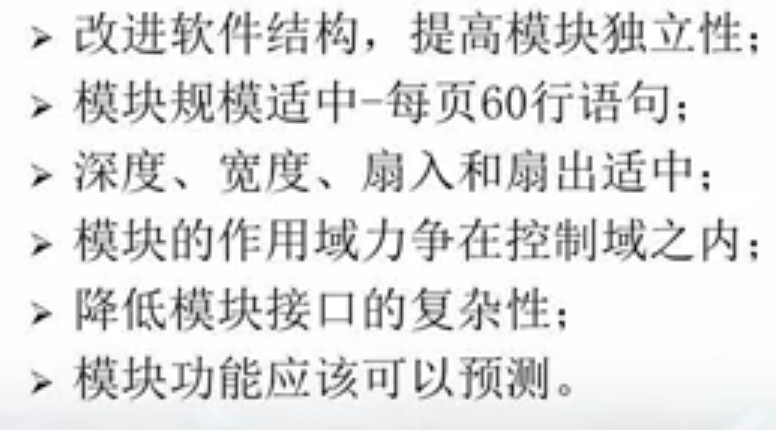 ➢ 改进软件结构，提高模块独立性；
➢ 模块规模适中-每页60行语句；
➢ 深度、宽度、扇入和扇出适中；
➢ 模块的作用域力争在控制域之内；
➢ 降低模块接口的复杂性；
➢ 模块功能应该可以预测。